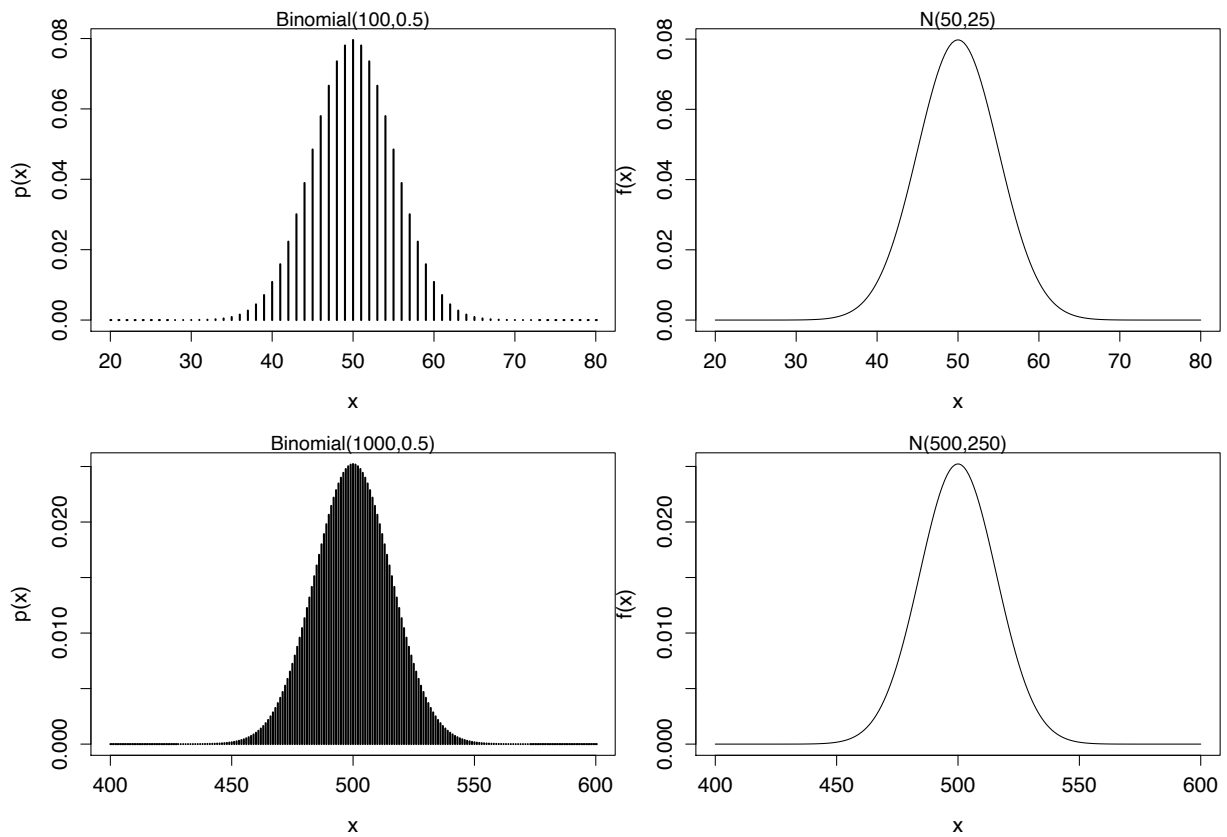 Binomial(100,0.5)
p(x)
0.00 0.02 0.04 0.06 0.08
20 30 40 50 60 70 80
x
N(50,25)
f(x)
0.00 0.02 0.04 0.06 0.08
20 30 40 50 60 70 80
x
Binomial(1000,0.5)
p(x)
0.000 0.010 0.020
400 450 500 550 600
x
N(500,250)
f(x)
0.000 0.010 0.020
400 450 500 550 600
x